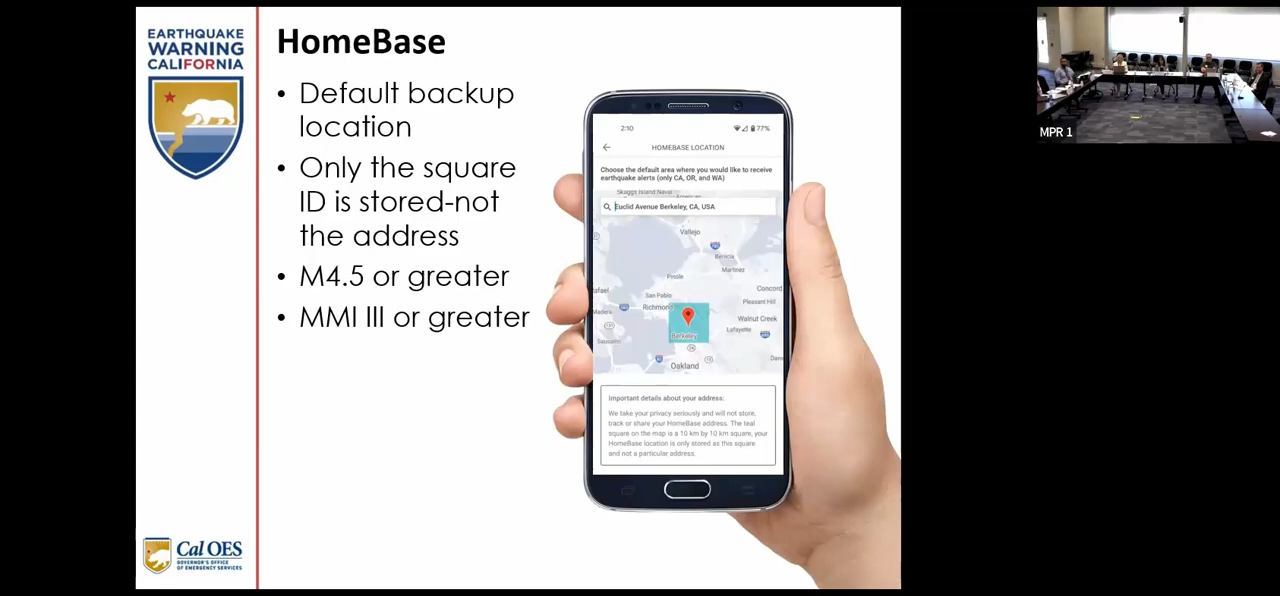 EARTHQUAKE
WARNING
CALIFORNIA
HomeBase
• Default backup
location
• Only the square
ID is stored-not
the address
• M4.5 or greater
• MMI III or greater
2:10
77%
HOMEBASE LOCATION
Choose the default area where you would like to receive
earthquake alerts (only CA, OR, and WA)
Skaggs Island Naval
Euclid Avenue Berkeley, CA, USA
Vallejo
Benicia
Martinez
Pinole
Concord
San Pablo
Richmond
Pleasant Hill
Walnut Creek
Lafayette
Berkeley
Oakland
Important details about your address:
We take your privacy seriously and will not store,
track or share your HomeBase address. The teal
square on the map is a 10 km by 10 km square, your
HomeBase location is only stored as this square
and not a particular address.
Cal OES
GOVERNOR'S OFFICE
OF EMERGENCY SERVICES
MPR 1